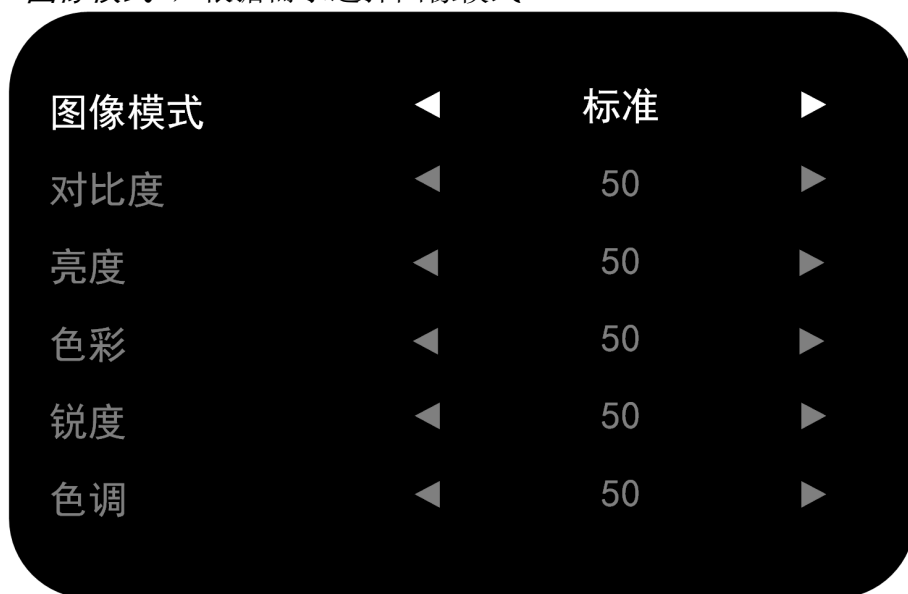 图像模式 ◀ 标准 ▶
对比度 ◀ 50 ▶
亮度 ◀ 50 ▶
色彩 ◀ 50 ▶
锐度 ◀ 50 ▶
色调 ◀ 50 ▶